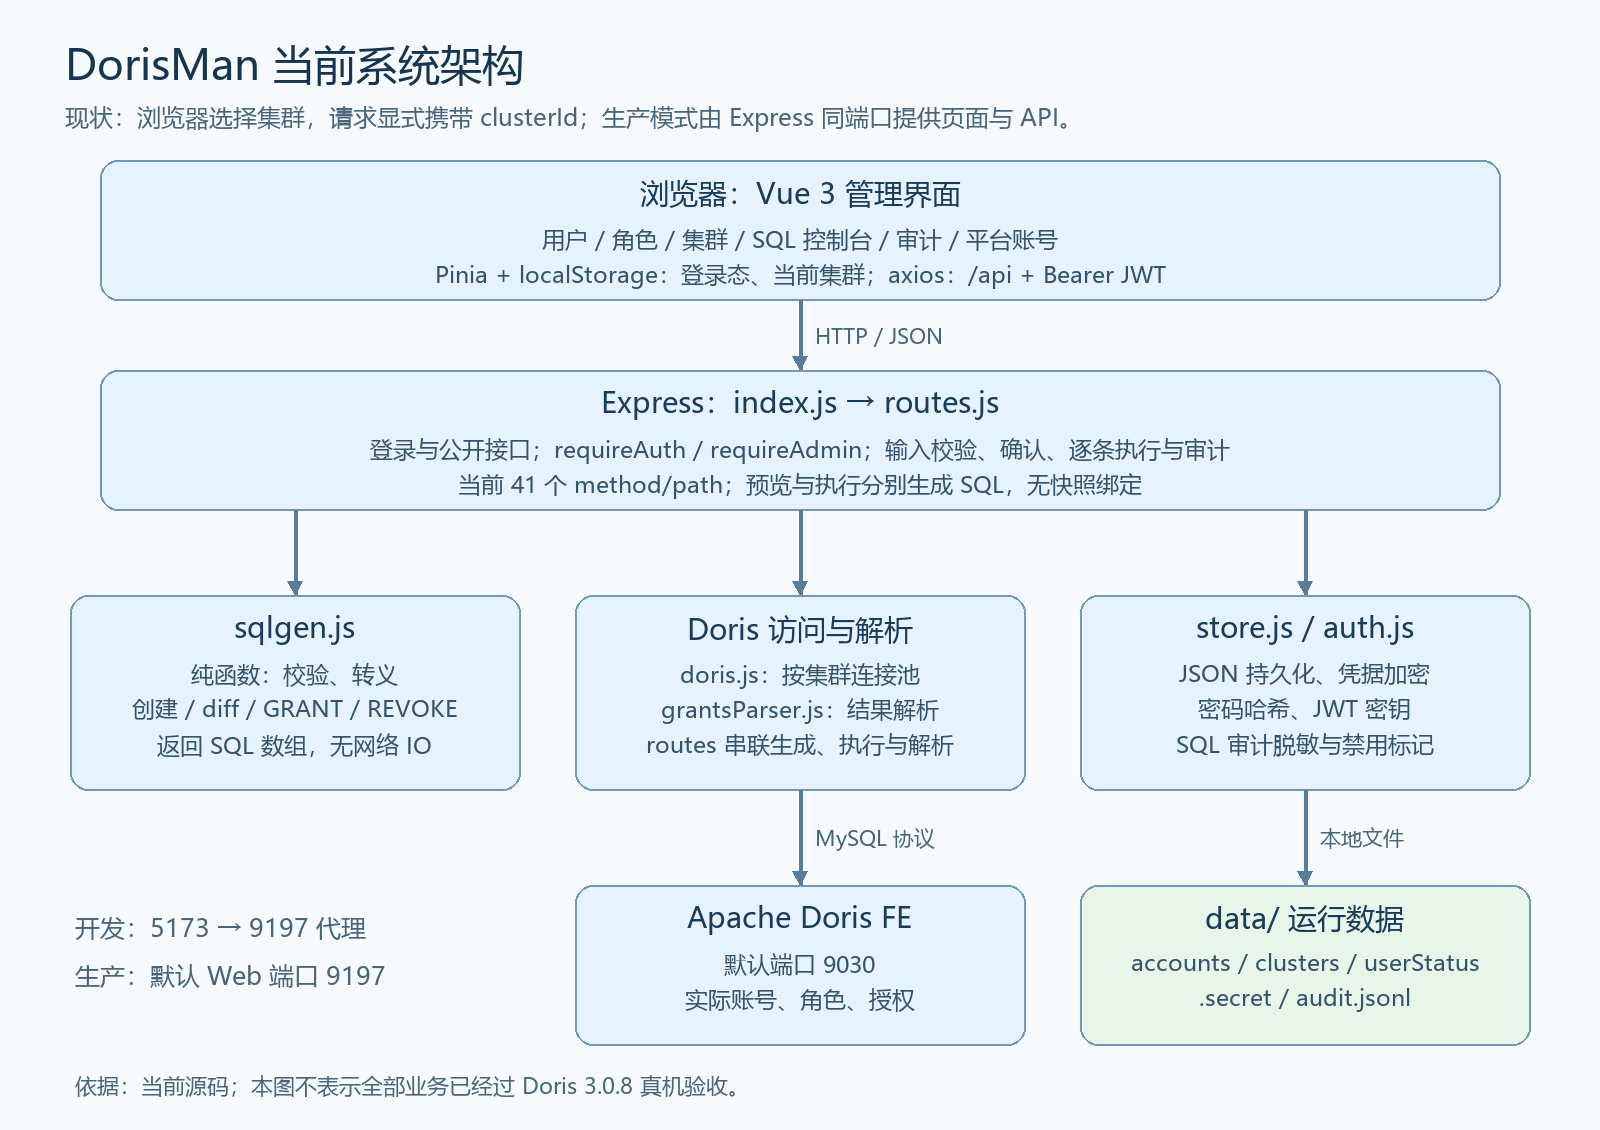 DorisMan 当前系统架构
现状：浏览器选择集群，请求显式携带 clusterId；生产模式由 Express 同端口提供页面与 API。
浏览器：Vue 3 管理界面
用户 / 角色 / 集群 / SQL 控制台 / 审计 / 平台账号
Pinia + localStorage：登录态、当前集群；axios：/api + Bearer JWT
HTTP / JSON
Express：index.js → routes.js
登录与公开接口；requireAuth / requireAdmin；输入校验、确认、逐条执行与审计
当前 41 个 method/path；预览与执行分别生成 SQL，无快照绑定
sqlgen.js
纯函数：校验、转义
创建 / diff / GRANT / REVOKE
返回 SQL 数组，无网络 IO
Doris 访问与解析
doris.js：按集群连接池
grantsParser.js：结果解析
routes 串联生成、执行与解析
store.js / auth.js
JSON 持久化、凭据加密
密码哈希、JWT 密钥
SQL 审计脱敏与禁用标记
MySQL 协议
本地文件
开发：5173 → 9197 代理
生产：默认 Web 端口 9197
Apache Doris FE
默认端口 9030
实际账号、角色、授权
data/ 运行数据
accounts / clusters / userStatus
.secret / audit.jsonl
依据：当前源码；本图不表示全部业务已经过 Doris 3.0.8 真机验收。